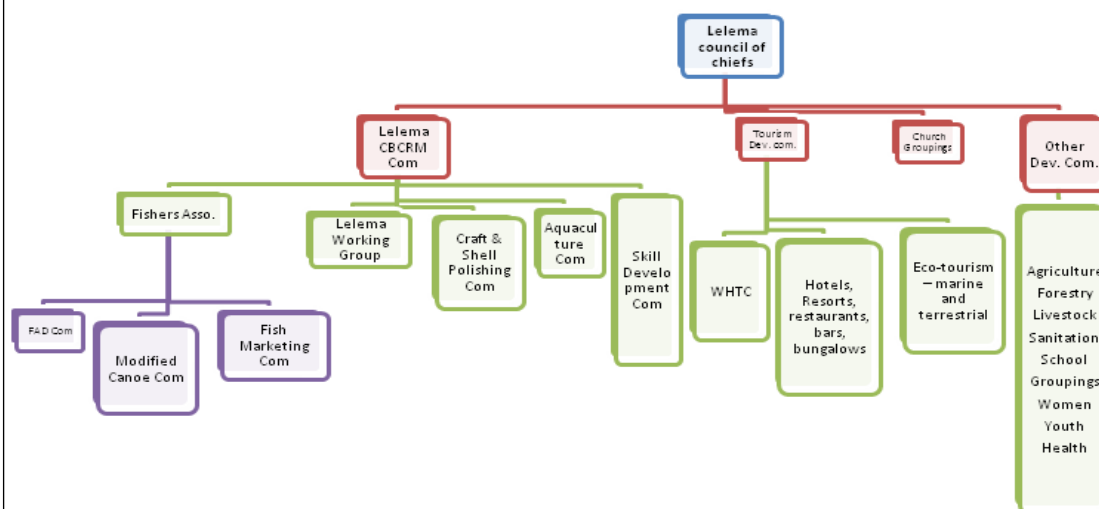 Lelema
council of
chiefs
Lelema
CBCRM
Com
Tourism
Dev. com.
Church
Groupings
Other
Dev. Com.
Fishers Asso.
Lelema
Working
Group
Craft &
Shell
Polishing
Com
Aquacul
ture
Com
Skill
Develo
pment
Com
WHTC
Hotels,
Resorts,
restaurants,
bars,
bungalows
Eco-tourism
– marine
and
terrestrial
Agriculture
Forestry
Livestock
Sanitation
School
Groupings
Women
Youth
Health
FAD Com
Modified
Canoe Com
Fish
Marketing
Com